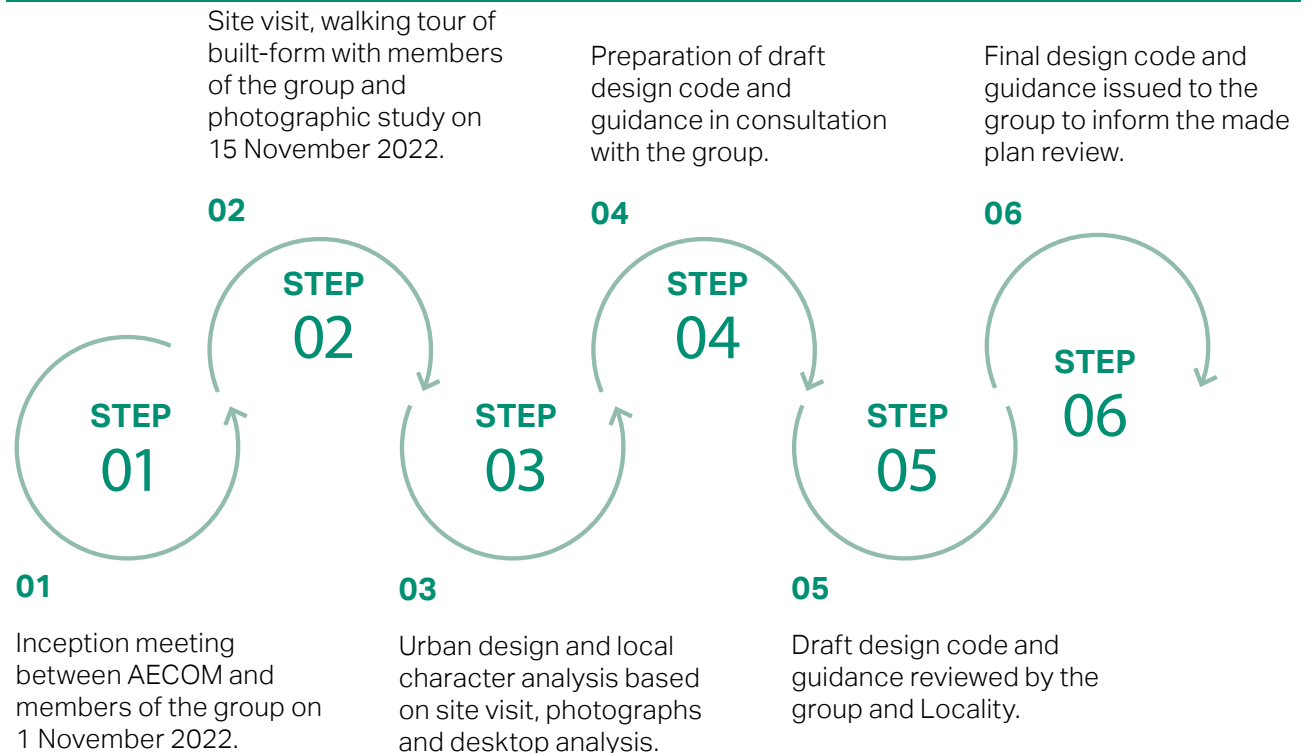 Site visit, walking tour of
built-form with members
of the group and
photographic study on
15 November 2022.
02
Preparation of draft
design code and
guidance in consultation
with the group.
04
Final design code and
guidance issued to the
group to inform the made
plan review.
06
STEP
01
STEP
02
STEP
03
STEP
04
STEP
05
STEP
06
01
Inception meeting
between AECOM and
members of the group on
1 November 2022.
03
Urban design and local
character analysis based
on site visit, photographs
and desktop analysis.
05
Draft design code and
guidance reviewed by the
group and Locality.